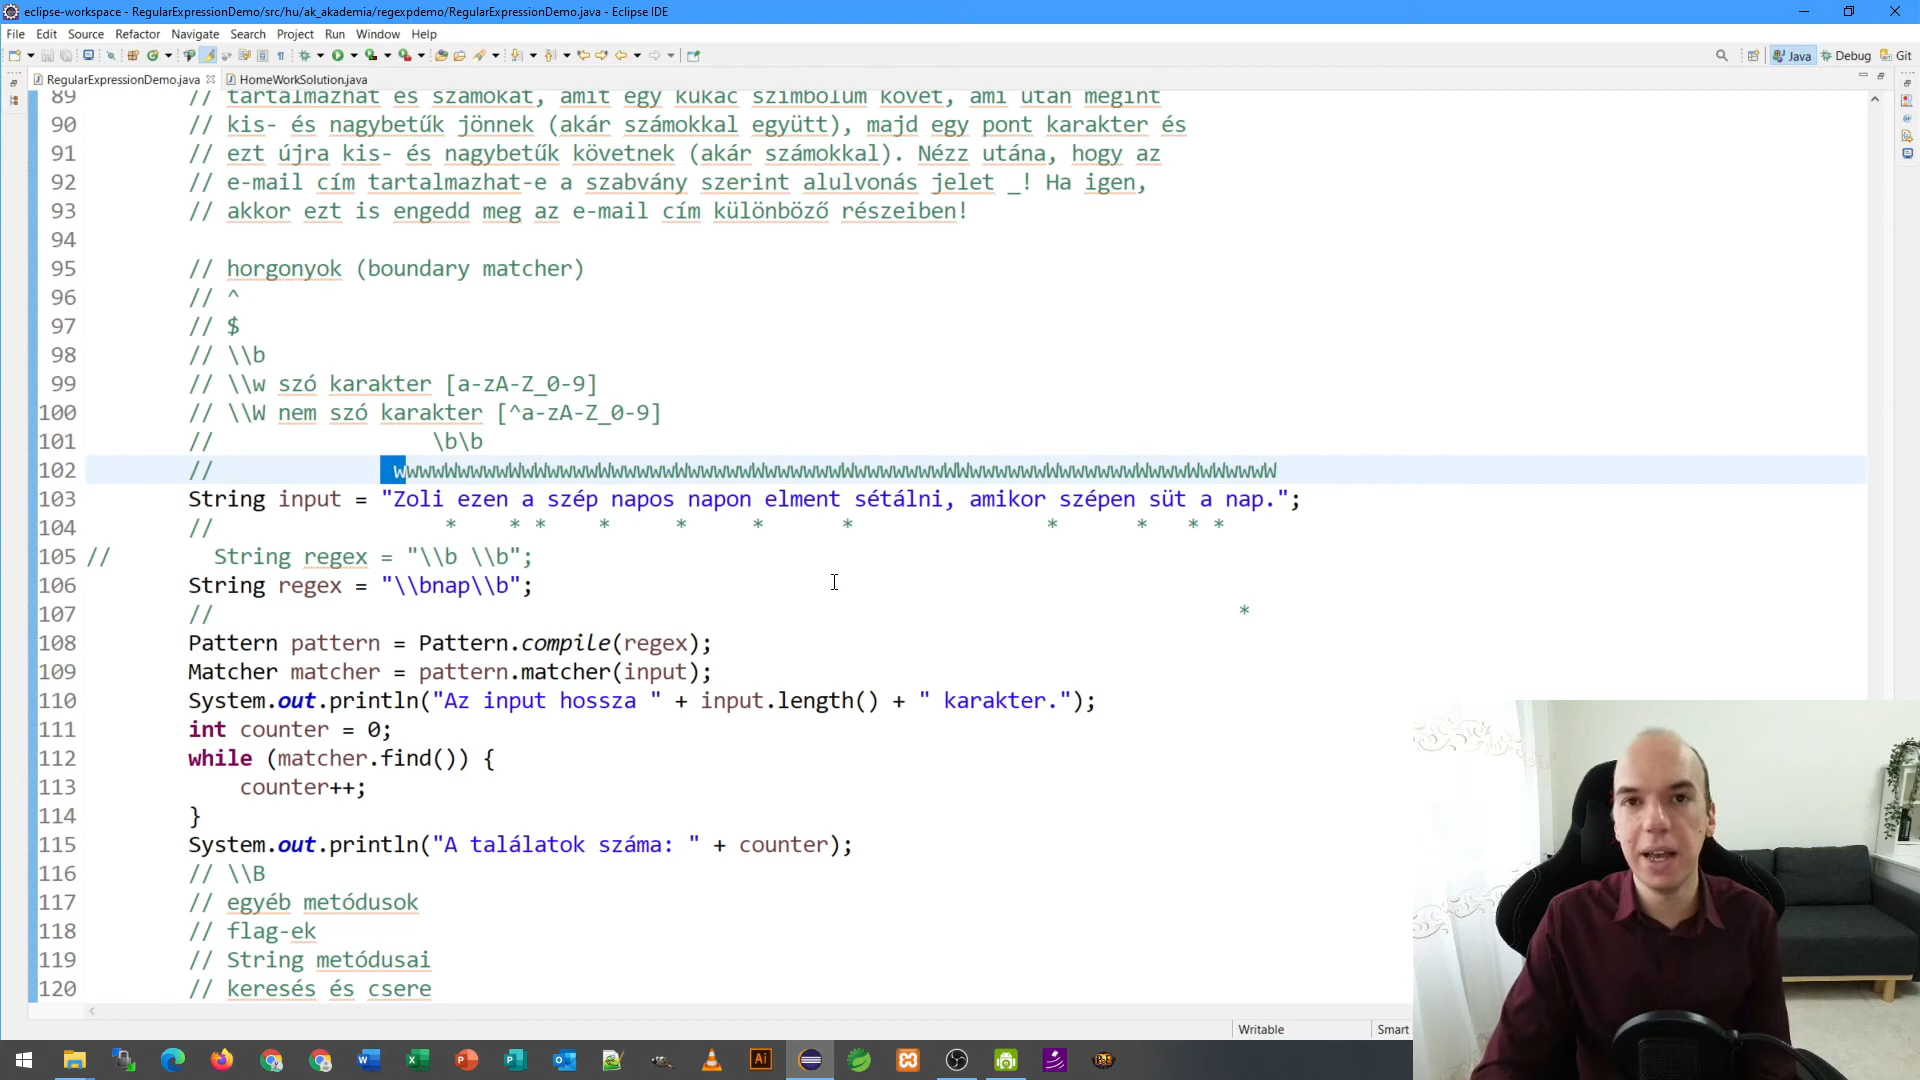 eclipse-workspace - RegularExpressionDemo/src/hu/ak_akademia/regexpdemo/RegularExpressionDemo.java - Eclipse IDE
File Edit Source Refactor Navigate Search Project Run Window Help
Java Debug Git
RegularExpressionDemo.java HomeWorkSolution.java
89 // tartalmazhat és számokat, amit egy kukac szimbólum követ, ami után megint
90 // kis- és nagybetűk jönnek (akár számokkal együtt), majd egy pont karakter és
91 // ezt újra kis- és nagybetűk követnek (akár számokkal). Nézz utána, hogy az
92 // e-mail cím tartalmazhat-e a szabvány szerint alulvonás jelet _! Ha igen,
93 // akkor ezt is engedd meg az e-mail cím különböző részeiben!
94
95 // horgonyok (boundary matcher)
96 // ^
97 // $
98 // \\b
99 // \\w szó karakter [a-zA-Z_0-9]
100 // \\W nem szó karakter [^a-zA-Z_0-9]
101 // \b\b
102 // wwwwWwwwwWwWwwwwWwwwwwWwwwwwWwwwwwwWwwwwwwwWWwwwwwwWwwwwwwWwwwWwWwwwW
103 String input = "Zoli ezen a szép napos napon elment sétálni, amikor szépen süt a nap.";
104 // * * * * * * * * * * *
105 // String regex = "\\b \\b";
106 String regex = "\\bnap\\b";
107 // *
108 Pattern pattern = Pattern.compile(regex);
109 Matcher matcher = pattern.matcher(input);
110 System.out.println("Az input hossza " + input.length() + " karakter.");
111 int counter = 0;
112 while (matcher.find()) {
113 counter++;
114 }
115 System.out.println("A találatok száma: " + counter);
116 // \\B
117 // egyéb metódusok
118 // flag-ek
119 // String metódusai
120 // keresés és csere
Writable Smart